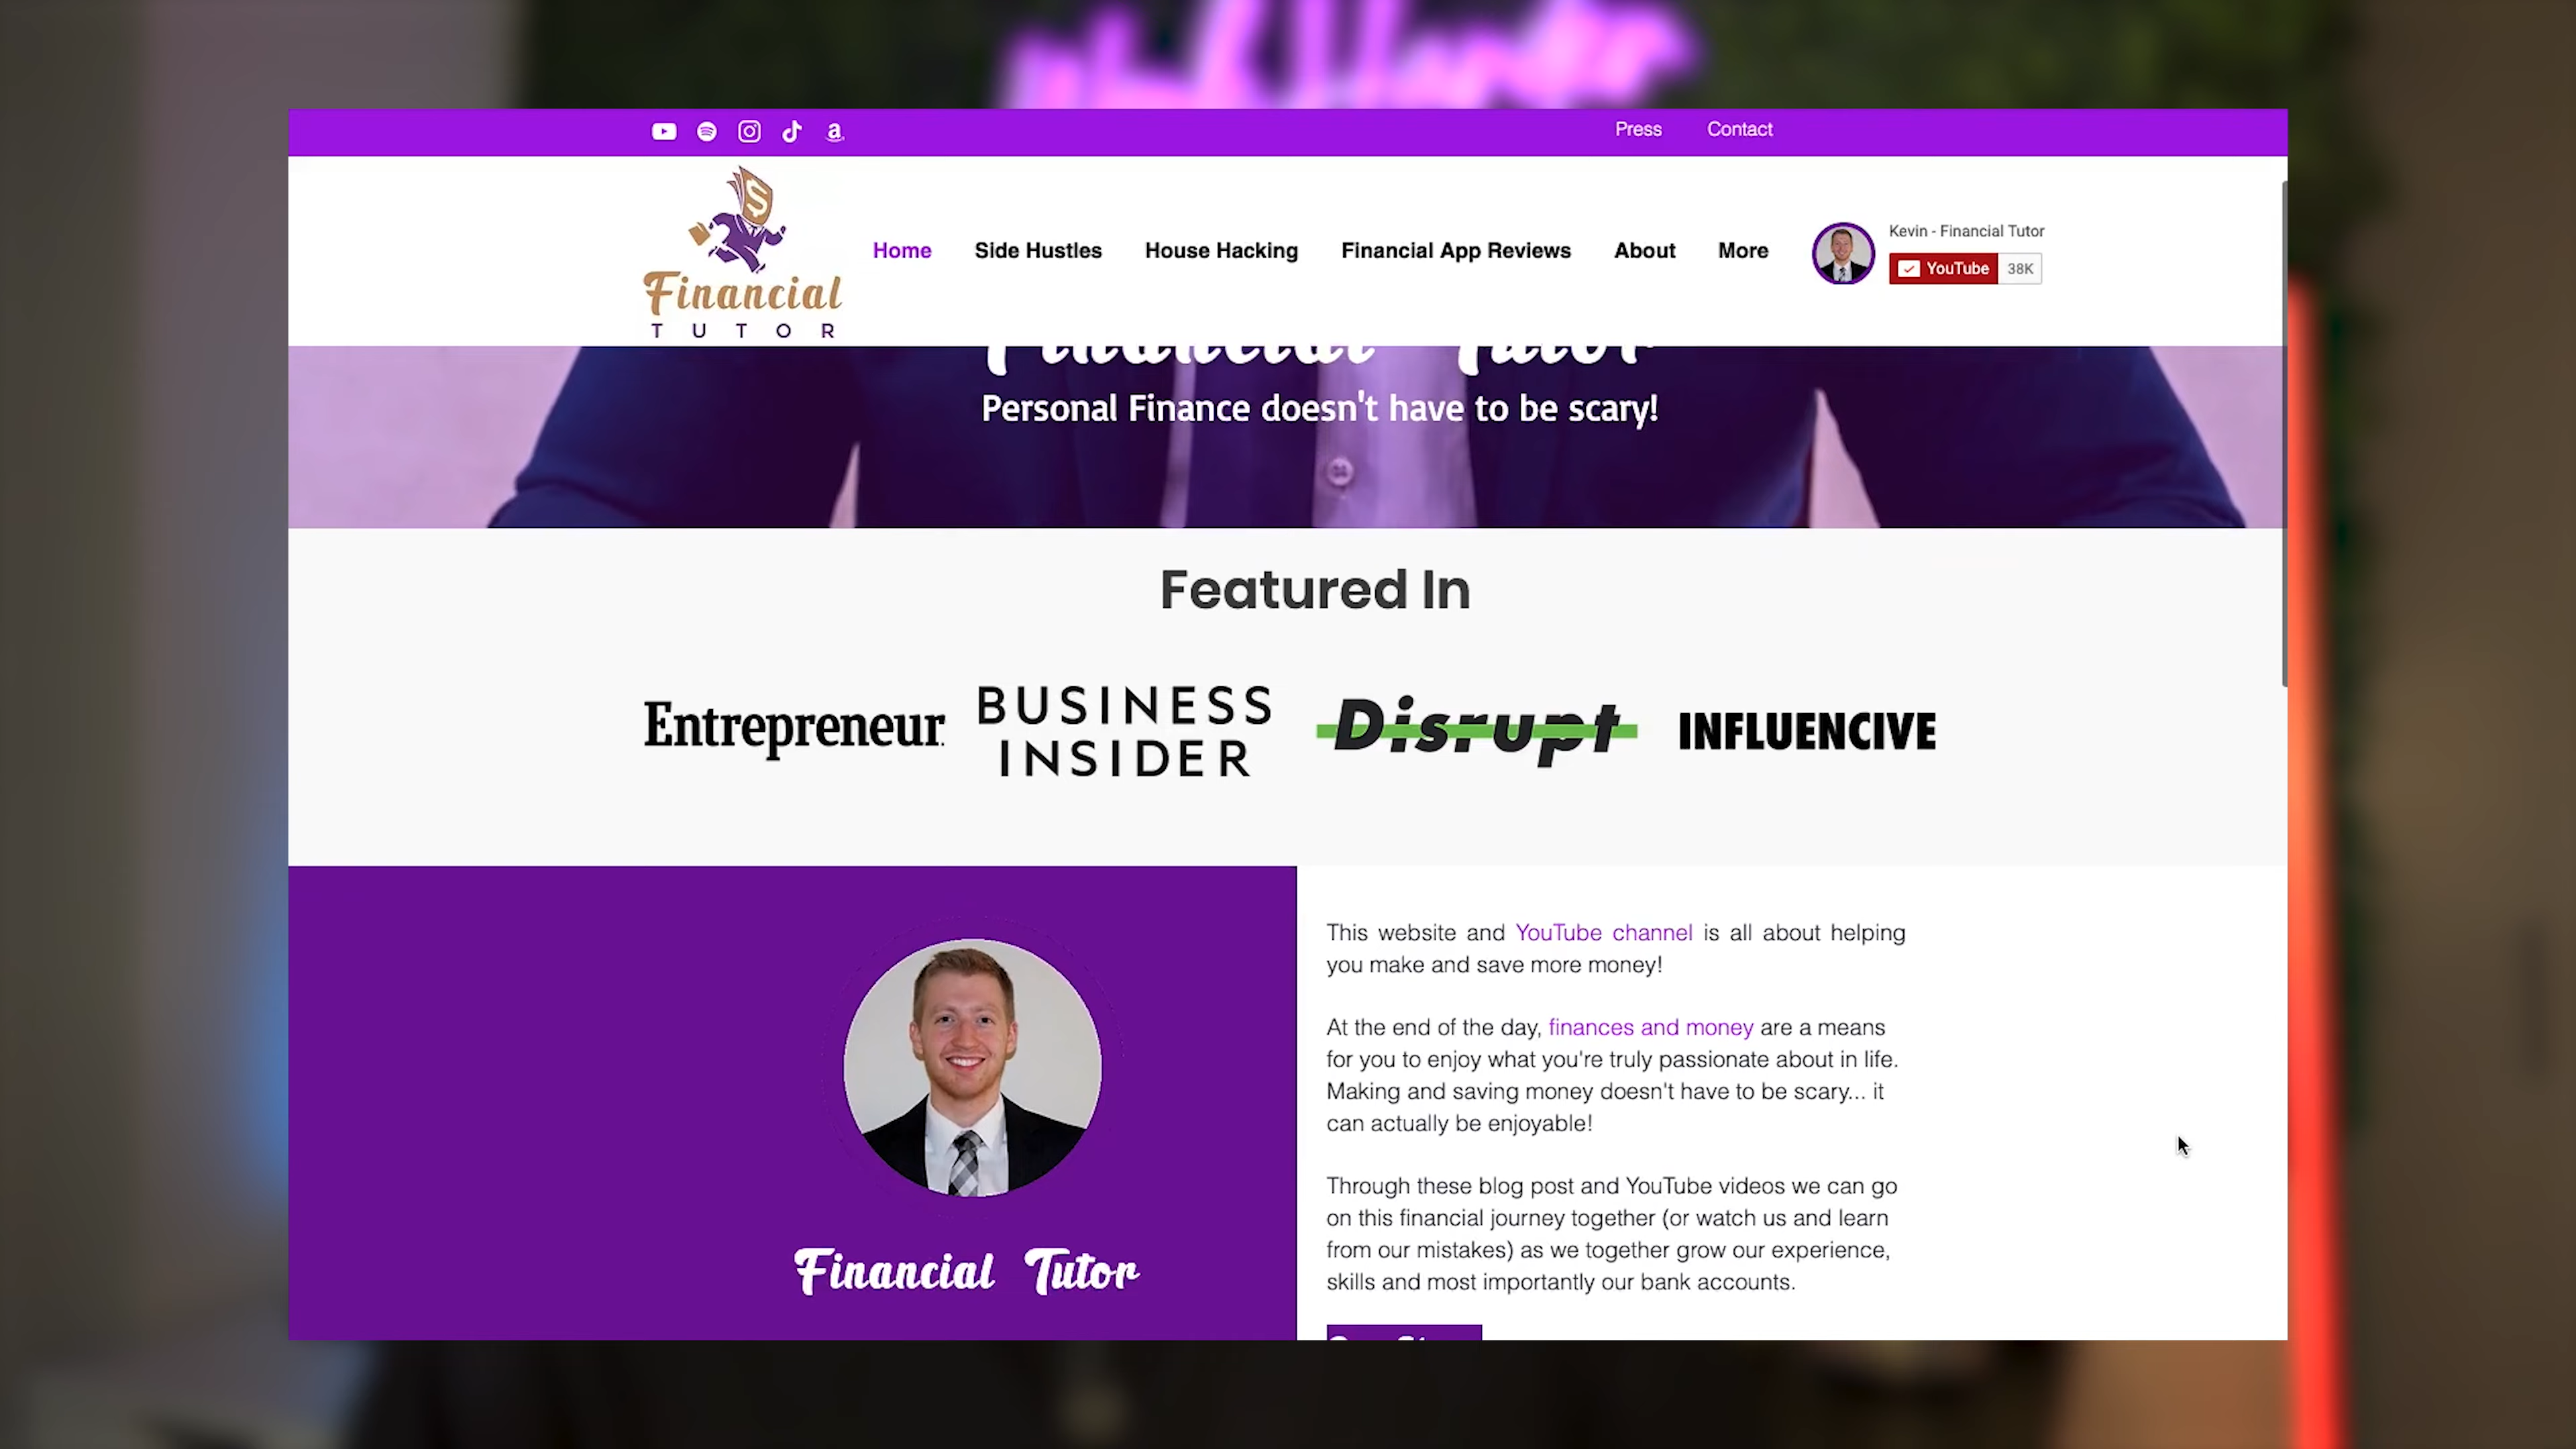 Press Contact
Financial
TUTOR
Home Side Hustles House Hacking Financial App Reviews About More
Kevin - Financial Tutor
YouTube 38K
Financial Tutor
Personal Finance doesn't have to be scary!
Featured In
Entrepreneur
BUSINESS
INSIDER
Disrupt
INFLUENCIVE
Financial Tutor
This website and YouTube channel is all about helping
you make and save more money!
At the end of the day, finances and money are a means
for you to enjoy what you're truly passionate about in life.
Making and saving money doesn't have to be scary... it
can actually be enjoyable!
Through these blog post and YouTube videos we can go
on this financial journey together (or watch us and learn
from our mistakes) as we together grow our experience,
skills and most importantly our bank accounts.